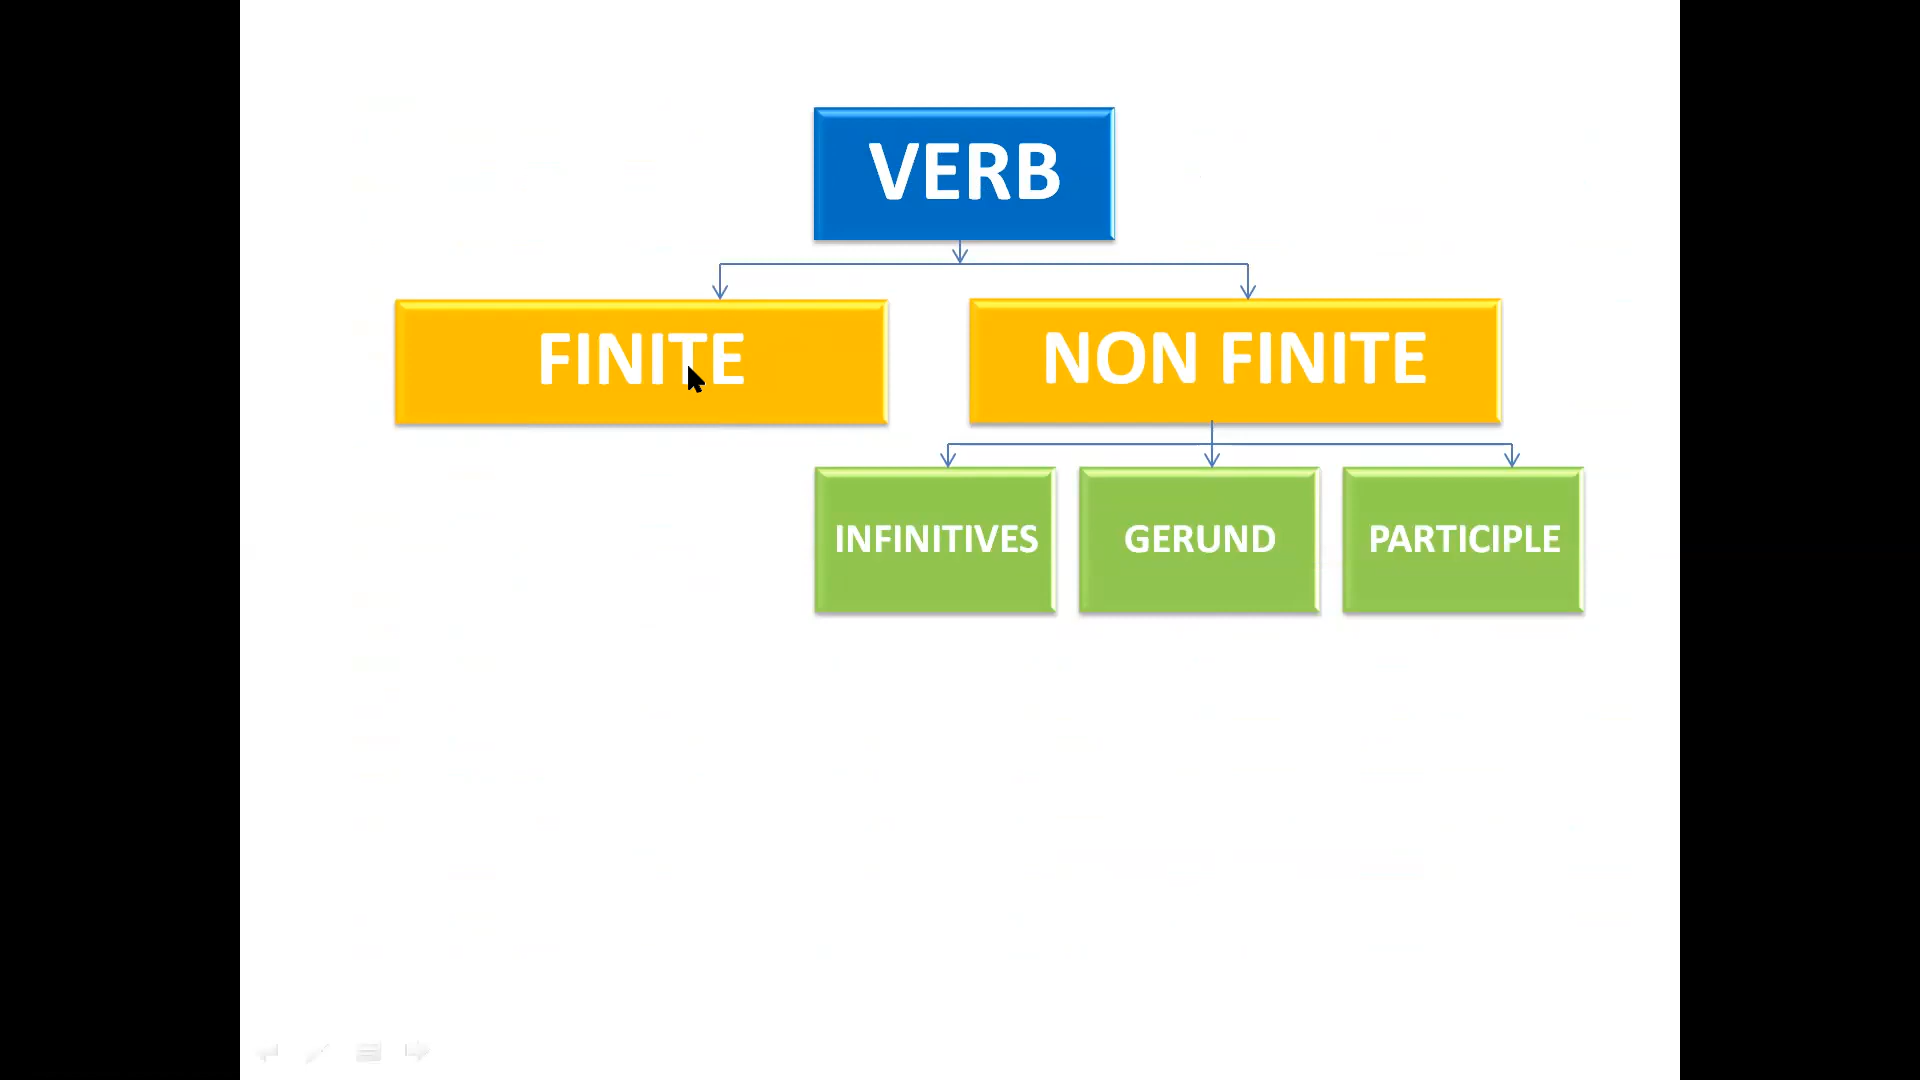 VERB
FINITE
NON FINITE
INFINITIVES
GERUND
PARTICIPLE